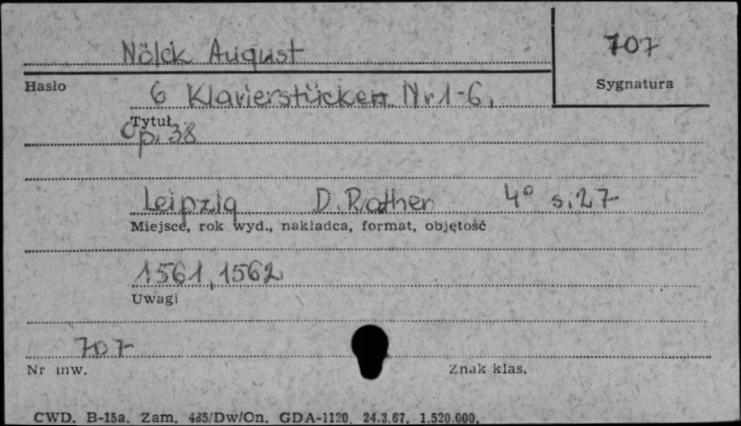 Nölck August
707
Hasło
Sygnatura
6 Klavierstücken Nr 1-6.
Tytuł
Op. 38
Leipzig D. Rather 4° s. 27
Miejsce, rok wyd., nakladca, format, objętość
1561, 1562
Uwagi
707
Nr inw.
Znak klas.
CWD. B-15a. Zam. 485/Dw/On. GDA-1120 24.3.67. 1.520.000.